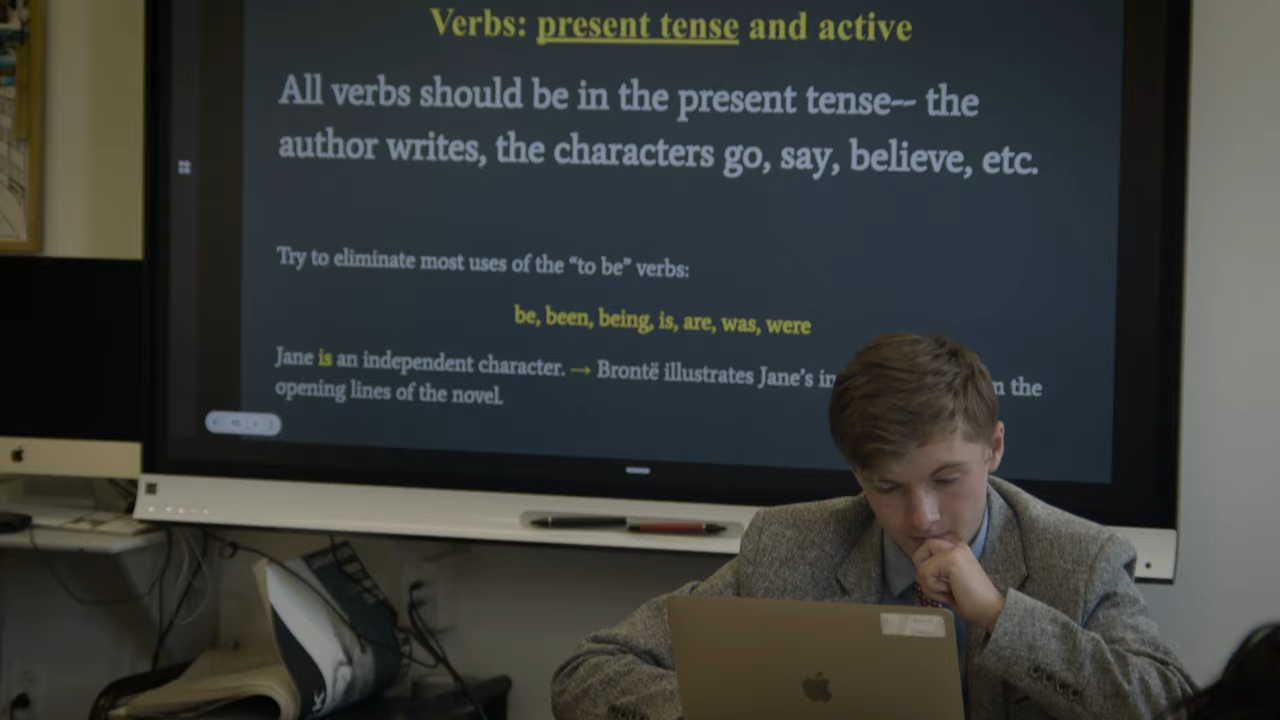 Verbs: present tense and active
All verbs should be in the present tense-- the
author writes, the characters go, say, believe, etc.
Try to eliminate most uses of the “to be” verbs:
be, been, being, is, are, was, were
Jane is an independent character. → Brontë illustrates Jane’s in the
opening lines of the novel.